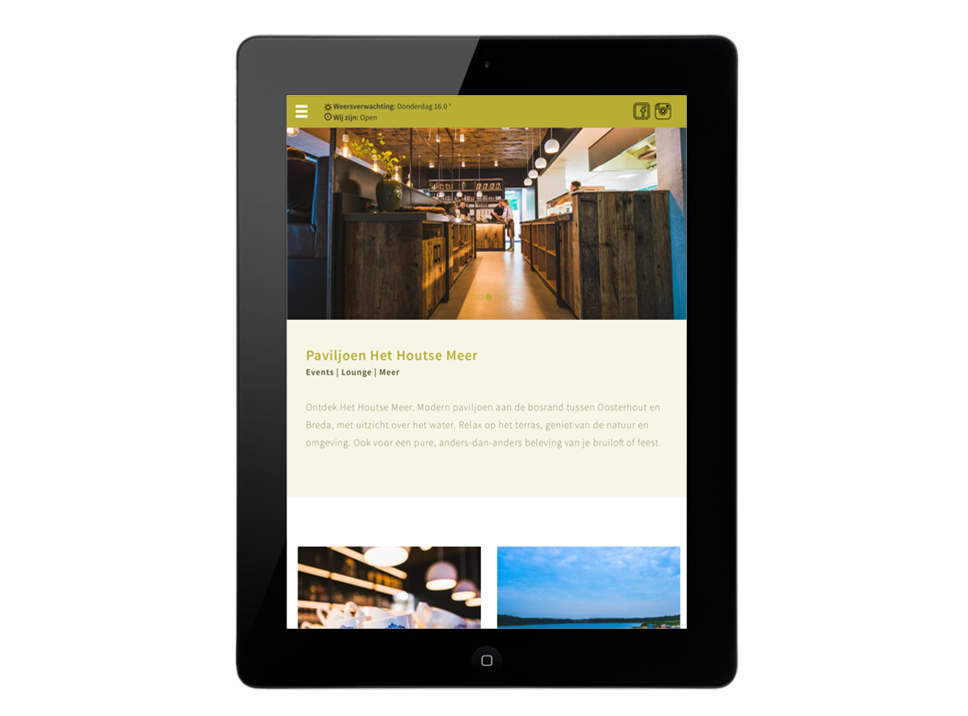 Weersverwachting: Donderdag 16.0 °
Wij zijn: Open
Paviljoen Het Houtse Meer
Events | Lounge | Meer
Ontdek Het Houtse Meer. Modern paviljoen aan de bosrand tussen Oosterhout en
Breda, met uitzicht over het water. Relax op het terras, geniet van de natuur en
omgeving. Ook voor een pure, anders-dan-anders beleving van je bruiloft of feest.